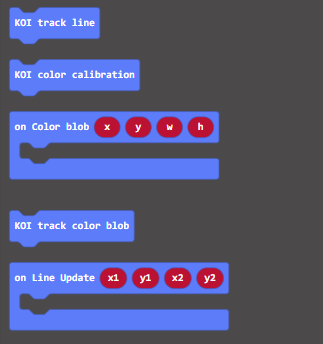 KOI track line
KOI color calibration
on Color blob x y w h
KOI track color blob
on Line Update x1 y1 x2 y2